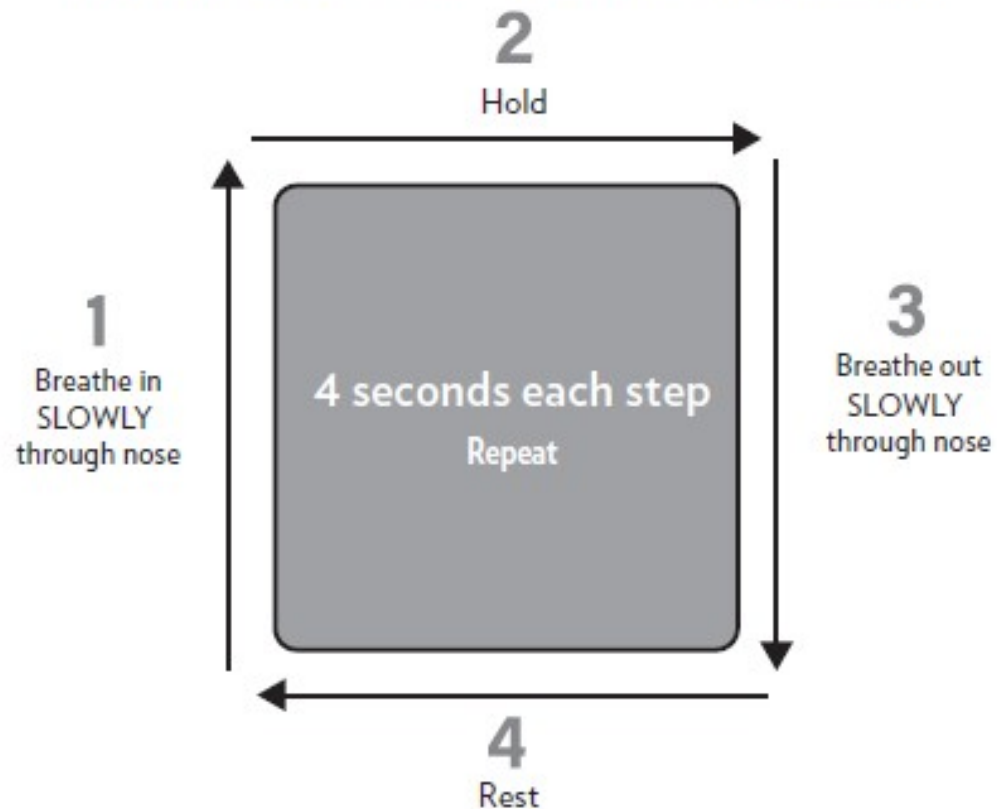 2
Hold
1
Breathe in
SLOWLY
through nose
4 seconds each step
Repeat
3
Breathe out
SLOWLY
through nose
4
Rest